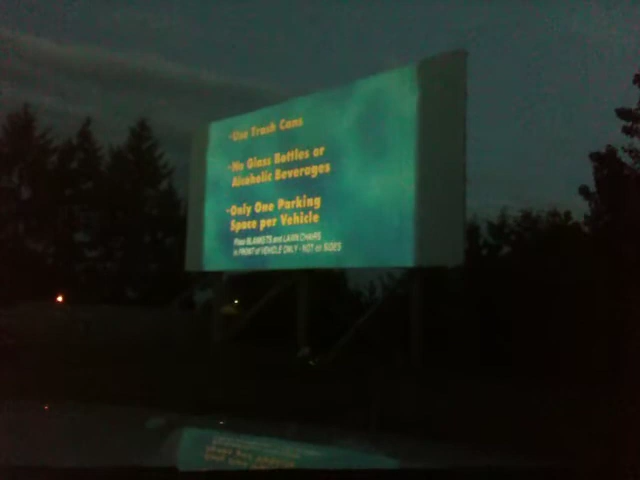 -Use Trash Cans
-No Glass Bottles or
Alcoholic Beverages
-Only One Parking
Space per Vehicle
Place BLANKETS and LAWN CHAIRS
in FRONT of VEHICLE ONLY - NOT on SIDES